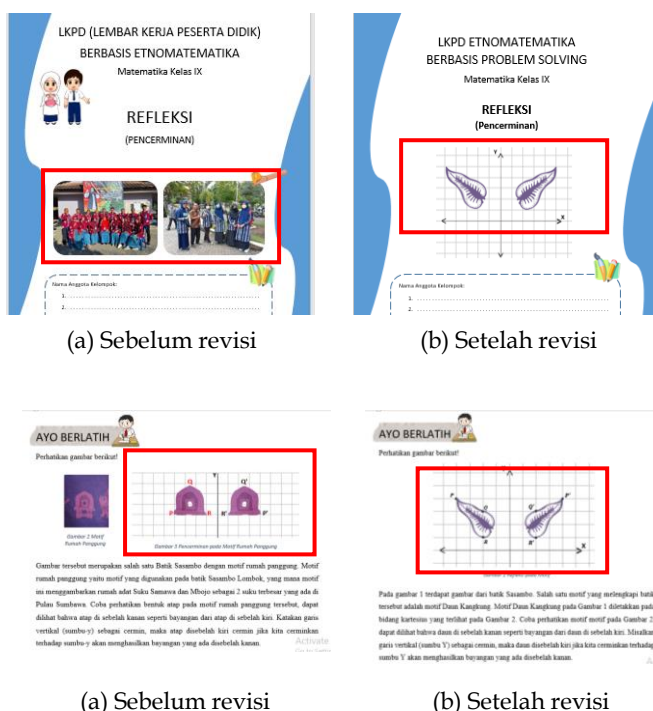 LKPD (LEMBAR KERJA PESERTA DIDIK)
BERBASIS ETNOMATEMATIKA
Matematika Kelas IX
REFLEKSI
(PENCERMINAN)
Nama Anggota Kelompok:
1.
2.
LKPD ETNOMATEMATIKA
BERBASIS PROBLEM SOLVING
Matematika Kelas IX
REFLEKSI
(Pencerminan)
Y
X
Nama Anggota Kelompok:
1.
2.
(a) Sebelum revisi
(b) Setelah revisi
AYO BERLATIH
Perhatikan gambar berikut!
Y
Q Q'
P R R' P'
Gambar 2 Motif
Rumah Panggung
Gambar 3 Pencerminan pada Motif Rumah Panggung
Gambar tersebut merupakan salah satu Batik Sasambo dengan motif rumah panggung. Motif
rumah panggung yaitu motif yang digunakan pada batik Sasambo Lombok, yang mana motif
ini menggambarkan rumah adat Suku Samawa dan Mbojo sebagai 2 suku terbesar yang ada di
Pulau Sumbawa. Coba perhatikan bentuk atap pada motif rumah panggung tersebut, dapat
dilihat bahwa atap di sebelah kanan seperti bayangan dari atap di sebelah kiri. Katakan garis
vertikal (sumbu-y) sebagai cermin, maka atap disebelah kiri cermin jika kita cerminkan
terhadap sumbu-y akan menghasilkan bayangan yang ada disebelah kanan.
Activate
AYO BERLATIH
Perhatikan gambar berikut!
P P'
Q Q'
R R'
X
Pada gambar 1 terdapat gambar dari batik Sasambo. Salah satu motif yang melengkapi batik
tersebut adalah motif Daun Kangkung. Motif Daun Kangkung pada Gambar 1 diletakkan pada
bidang kartesius yang terlihat pada Gambar 2. Coba perhatikan motif motif pada Gambar 2,
dapat dilihat bahwa daun di sebelah kanan seperti bayangan dari daun di sebelah kiri. Misalkan
garis vertikal (sumbu Y) sebagai cermin, maka daun disebelah kiri jika kita cerminkan terhadap
sumbu Y akan menghasilkan bayangan yang ada disebelah kanan.
(a) Sebelum revisi
(b) Setelah revisi